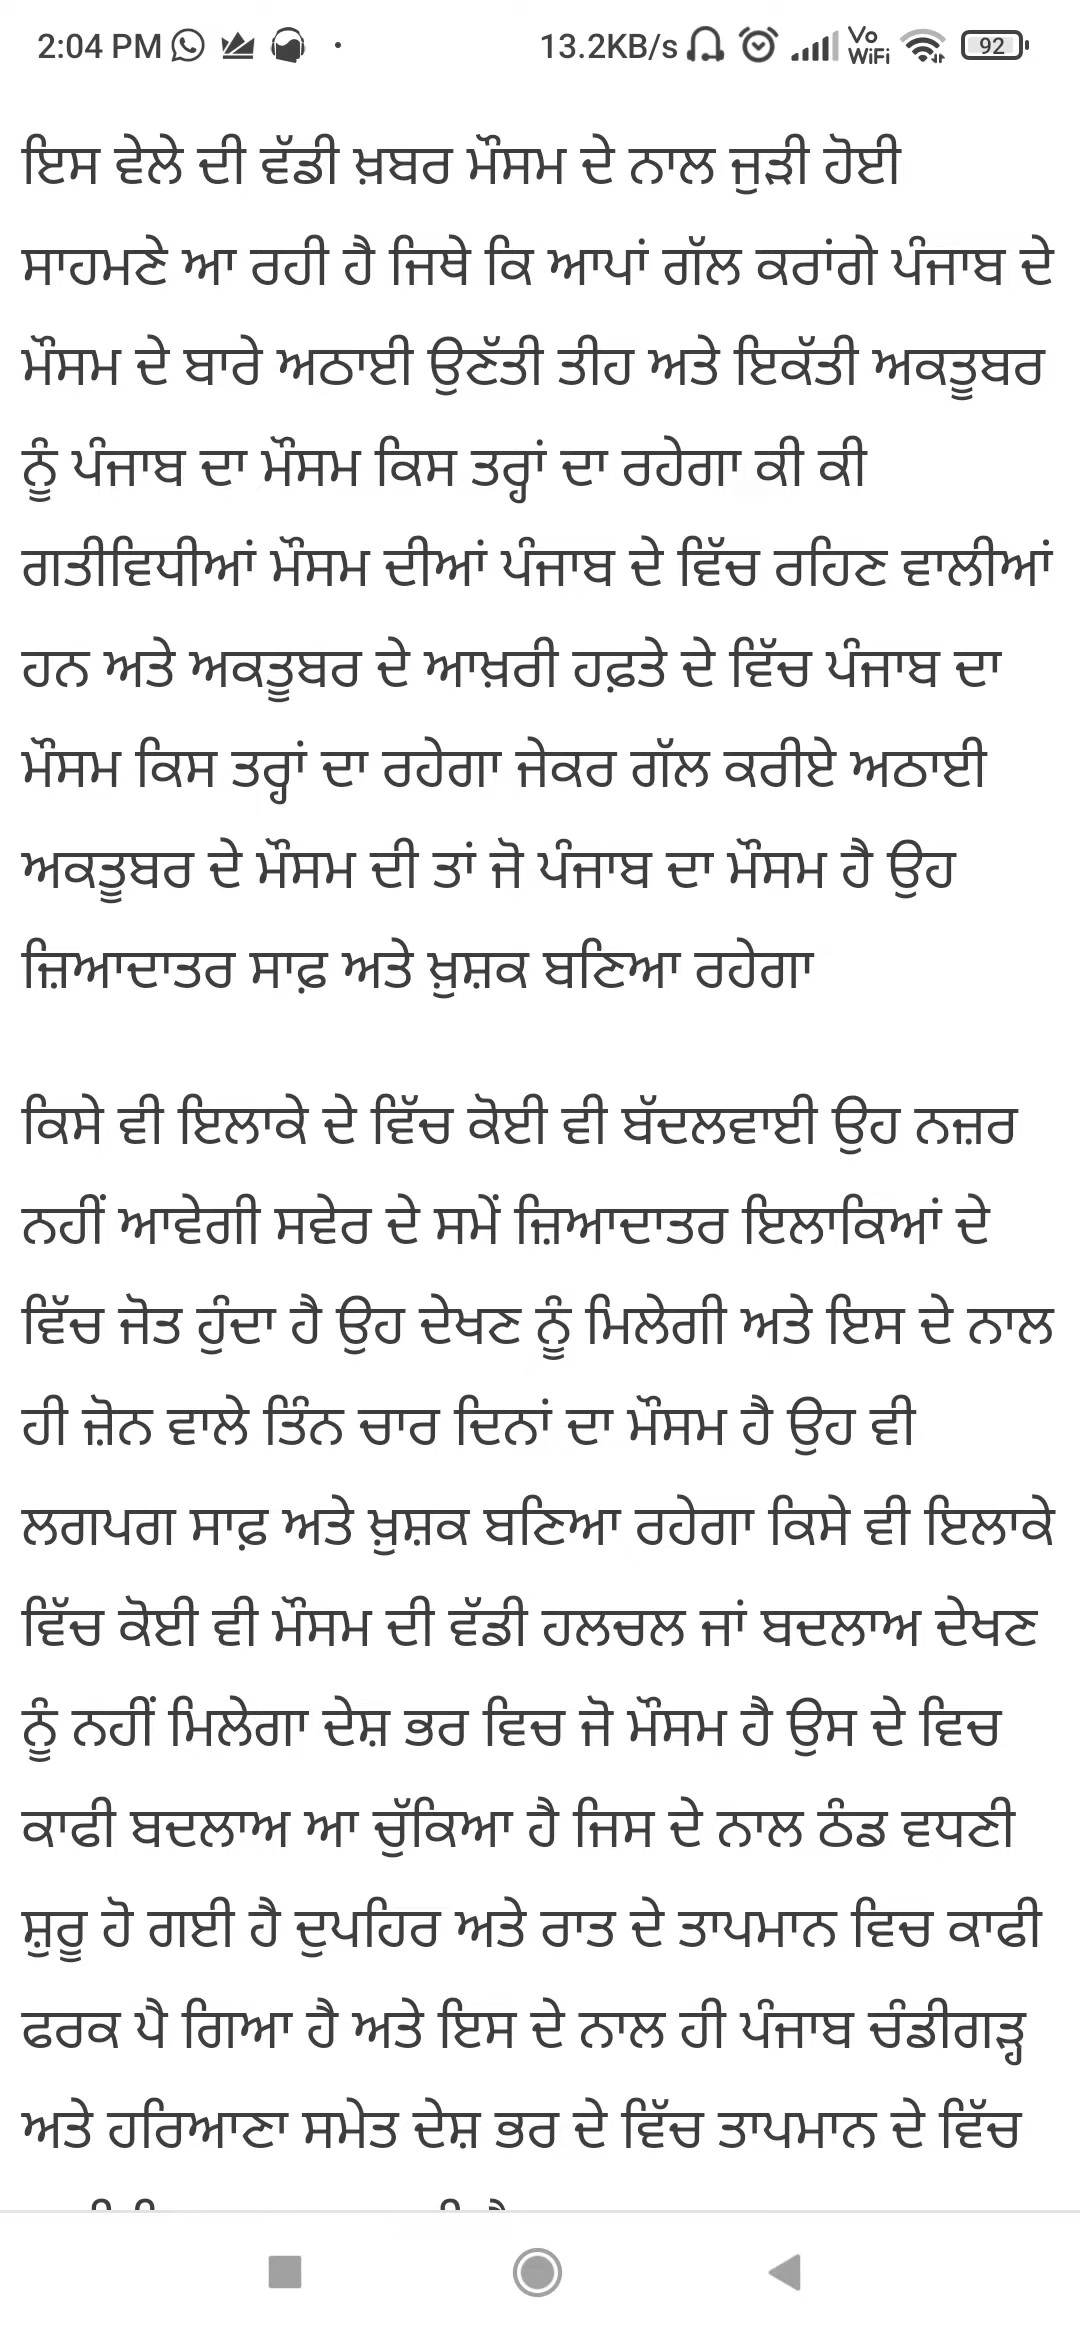 2:04 PM 13.2KB/s Vo WiFi 92
ਇਸ ਵੇਲੇ ਦੀ ਵੱਡੀ ਖ਼ਬਰ ਮੌਸਮ ਦੇ ਨਾਲ ਜੁੜੀ ਹੋਈ
ਸਾਹਮਣੇ ਆ ਰਹੀ ਹੈ ਜਿਥੇ ਕਿ ਆਪਾਂ ਗੱਲ ਕਰਾਂਗੇ ਪੰਜਾਬ ਦੇ
ਮੌਸਮ ਦੇ ਬਾਰੇ ਅਠਾਈ ਉਣੱਤੀ ਤੀਹ ਅਤੇ ਇਕੱਤੀ ਅਕਤੂਬਰ
ਨੂੰ ਪੰਜਾਬ ਦਾ ਮੌਸਮ ਕਿਸ ਤਰ੍ਹਾਂ ਦਾ ਰਹੇਗਾ ਕੀ ਕੀ
ਗਤੀਵਿਧੀਆਂ ਮੌਸਮ ਦੀਆਂ ਪੰਜਾਬ ਦੇ ਵਿੱਚ ਰਹਿਣ ਵਾਲੀਆਂ
ਹਨ ਅਤੇ ਅਕਤੂਬਰ ਦੇ ਆਖ਼ਰੀ ਹਫ਼ਤੇ ਦੇ ਵਿੱਚ ਪੰਜਾਬ ਦਾ
ਮੌਸਮ ਕਿਸ ਤਰ੍ਹਾਂ ਦਾ ਰਹੇਗਾ ਜੇਕਰ ਗੱਲ ਕਰੀਏ ਅਠਾਈ
ਅਕਤੂਬਰ ਦੇ ਮੌਸਮ ਦੀ ਤਾਂ ਜੋ ਪੰਜਾਬ ਦਾ ਮੌਸਮ ਹੈ ਉਹ
ਜ਼ਿਆਦਾਤਰ ਸਾਫ਼ ਅਤੇ ਖ਼ੁਸ਼ਕ ਬਣਿਆ ਰਹੇਗਾ
ਕਿਸੇ ਵੀ ਇਲਾਕੇ ਦੇ ਵਿੱਚ ਕੋਈ ਵੀ ਬੱਦਲਵਾਈ ਉਹ ਨਜ਼ਰ
ਨਹੀਂ ਆਵੇਗੀ ਸਵੇਰ ਦੇ ਸਮੇਂ ਜ਼ਿਆਦਾਤਰ ਇਲਾਕਿਆਂ ਦੇ
ਵਿੱਚ ਜੋਤ ਹੁੰਦਾ ਹੈ ਉਹ ਦੇਖਣ ਨੂੰ ਮਿਲੇਗੀ ਅਤੇ ਇਸ ਦੇ ਨਾਲ
ਹੀ ਜ਼ੋਨ ਵਾਲੇ ਤਿੰਨ ਚਾਰ ਦਿਨਾਂ ਦਾ ਮੌਸਮ ਹੈ ਉਹ ਵੀ
ਲਗਪਗ ਸਾਫ਼ ਅਤੇ ਖ਼ੁਸ਼ਕ ਬਣਿਆ ਰਹੇਗਾ ਕਿਸੇ ਵੀ ਇਲਾਕੇ
ਵਿੱਚ ਕੋਈ ਵੀ ਮੌਸਮ ਦੀ ਵੱਡੀ ਹਲਚਲ ਜਾਂ ਬਦਲਾਅ ਦੇਖਣ
ਨੂੰ ਨਹੀਂ ਮਿਲੇਗਾ ਦੇਸ਼ ਭਰ ਵਿਚ ਜੋ ਮੌਸਮ ਹੈ ਉਸ ਦੇ ਵਿਚ
ਕਾਫੀ ਬਦਲਾਅ ਆ ਚੁੱਕਿਆ ਹੈ ਜਿਸ ਦੇ ਨਾਲ ਠੰਡ ਵਧਣੀ
ਸ਼ੁਰੂ ਹੋ ਗਈ ਹੈ ਦੁਪਹਿਰ ਅਤੇ ਰਾਤ ਦੇ ਤਾਪਮਾਨ ਵਿਚ ਕਾਫੀ
ਫਰਕ ਪੈ ਗਿਆ ਹੈ ਅਤੇ ਇਸ ਦੇ ਨਾਲ ਹੀ ਪੰਜਾਬ ਚੰਡੀਗੜ੍ਹ
ਅਤੇ ਹਰਿਆਣਾ ਸਮੇਤ ਦੇਸ਼ ਭਰ ਦੇ ਵਿੱਚ ਤਾਪਮਾਨ ਦੇ ਵਿੱਚ